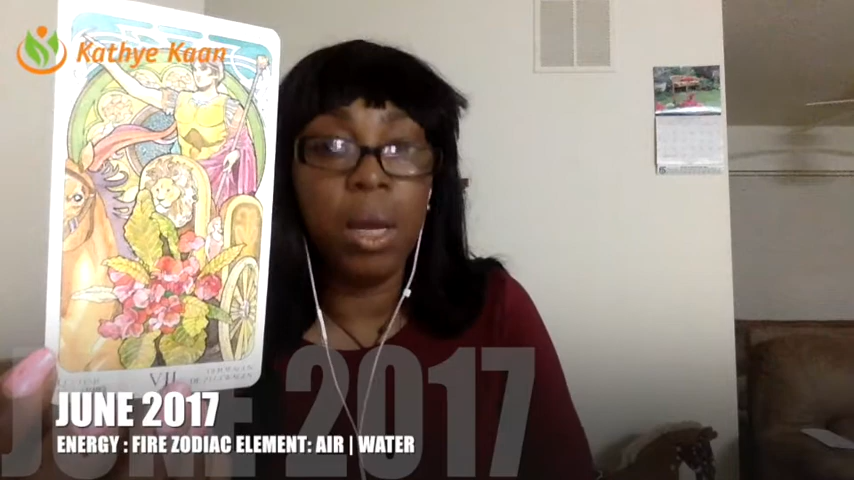 Kathye Kaan
VII
JUNE 2017
JUNE 2017
ENERGY : FIRE ZODIAC ELEMENT: AIR | WATER